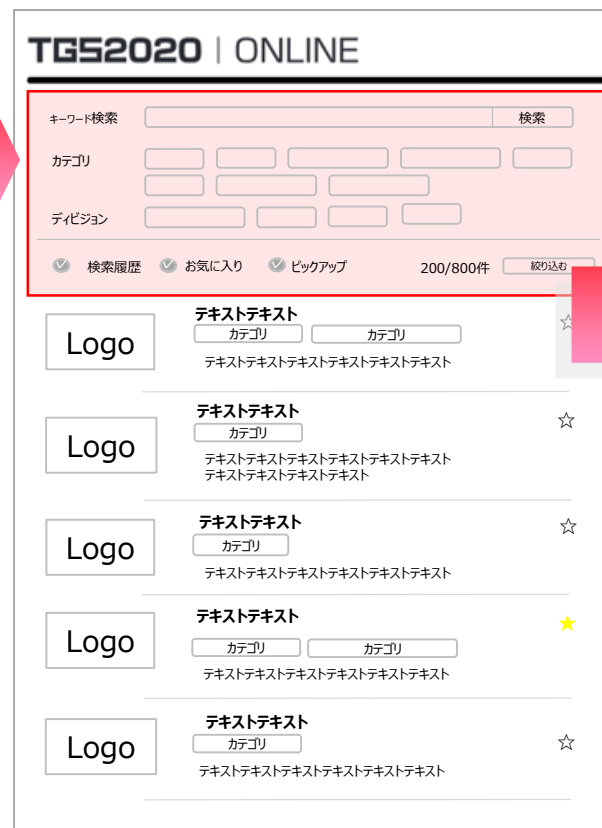 TGS2020 | ONLINE
キーワード検索 検索
カテゴリ
ディビジョン
検索履歴 お気に入り ピックアップ 200/800件 絞り込む
Logo
テキストテキスト
カテゴリ カテゴリ
テキストテキストテキストテキストテキストテキスト
Logo
テキストテキスト
カテゴリ
テキストテキストテキストテキストテキストテキスト
テキストテキストテキストテキスト
Logo
テキストテキスト
カテゴリ
テキストテキストテキストテキストテキストテキスト
Logo
テキストテキスト
カテゴリ カテゴリ
テキストテキストテキストテキストテキストテキスト
Logo
テキストテキスト
カテゴリ
テキストテキストテキストテキストテキストテキスト